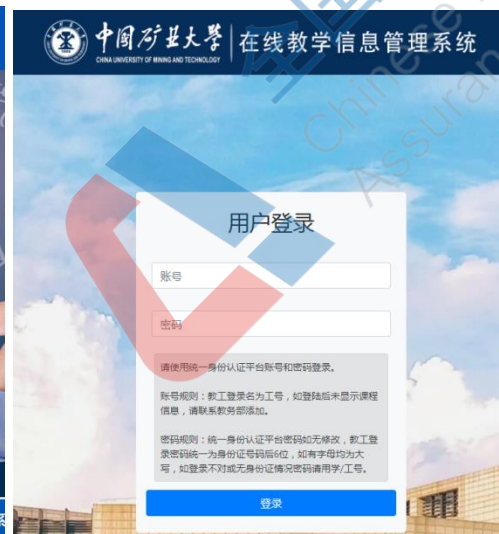 中国矿业大学
CHINA UNIVERSITY OF MINING AND TECHNOLOGY
在线教学信息管理系统
用户登录
账号
密码
请使用统一身份认证平台账号和密码登录。
账号规则：教工登录名为工号，如登陆后未显示课程
信息，请联系教务部添加。
密码规则：统一身份认证平台密码如无修改，教工登
录密码统一为身份证号码后6位，如有字母均为大
写，如登录不对或无身份证情况密码请用学/工号。
登录